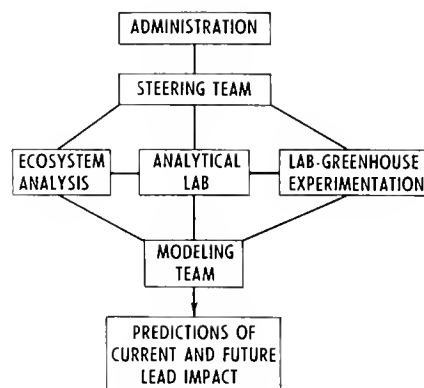 ADMINISTRATION
STEERING TEAM
ECOSYSTEM
ANALYSIS
ANALYTICAL
LAB
LAB-GREENHOUSE
EXPERIMENTATION
MODELING
TEAM
PREDICTIONS OF
CURRENT AND FUTURE
LEAD IMPACT